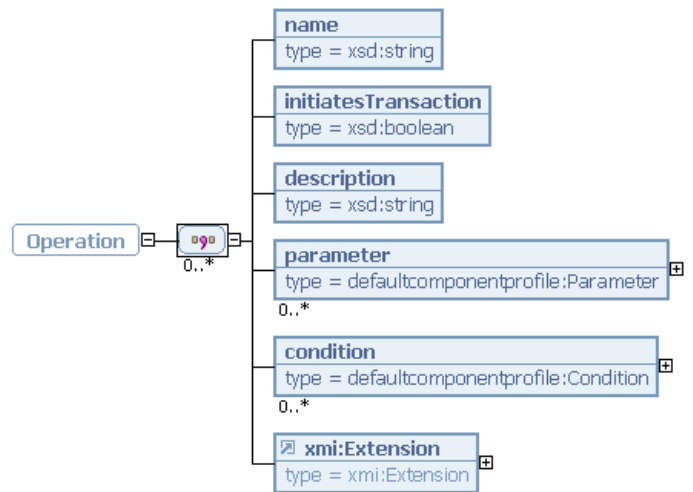 name
type = xsd:string
initiatesTransaction
type = xsd:boolean
description
type = xsd:string
Operation
0..*
parameter
type = defaultcomponentprofile:Parameter
0..*
condition
type = defaultcomponentprofile:Condition
0..*
xmi:Extension
type = xmi:Extension